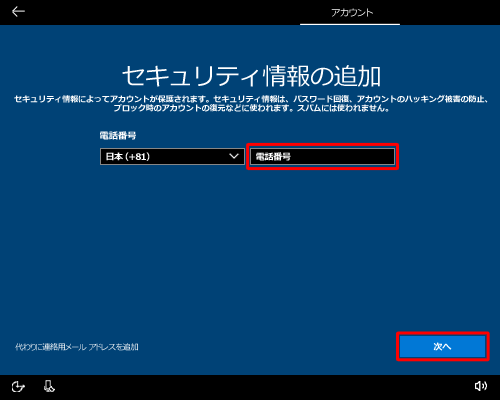 アカウント
セキュリティ情報の追加
セキュリティ情報によってアカウントが保護されます。セキュリティ情報は、パスワード回復、アカウントのハッキング被害の防止、
ブロック時のアカウントの復元などに使われます。スパムには使われません。
電話番号
日本 (+81) 電話番号
代わりに連絡用メール アドレスを追加 次へ